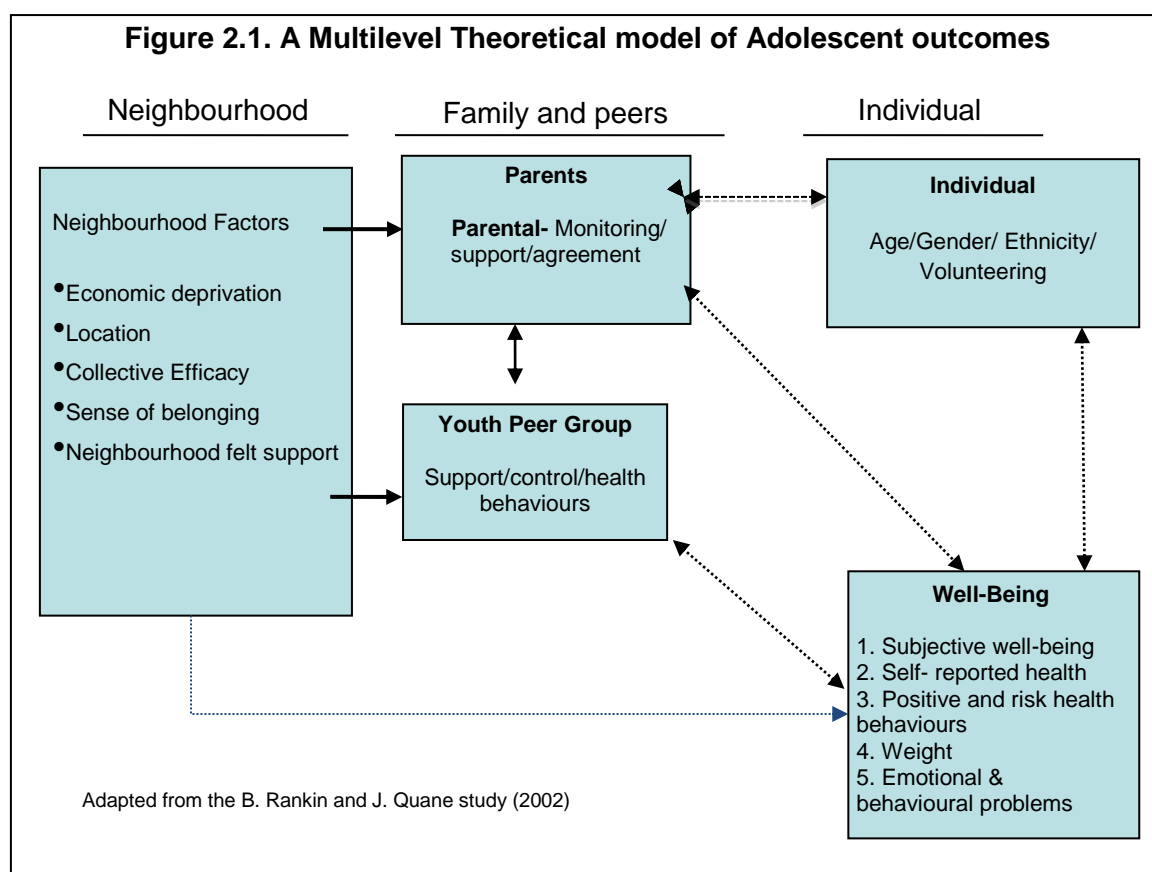 Figure 2.1. A Multilevel Theoretical model of Adolescent outcomes
Neighbourhood
Family and peers
Individual
Neighbourhood Factors
•Economic deprivation
•Location
•Collective Efficacy
•Sense of belonging
•Neighbourhood felt support
Parents
Parental- Monitoring/
support/agreement
Youth Peer Group
Support/control/health
behaviours
Individual
Age/Gender/ Ethnicity/
Volunteering
Well-Being
1. Subjective well-being
2. Self- reported health
3. Positive and risk health
behaviours
4. Weight
5. Emotional &
behavioural problems
Adapted from the B. Rankin and J. Quane study (2002)